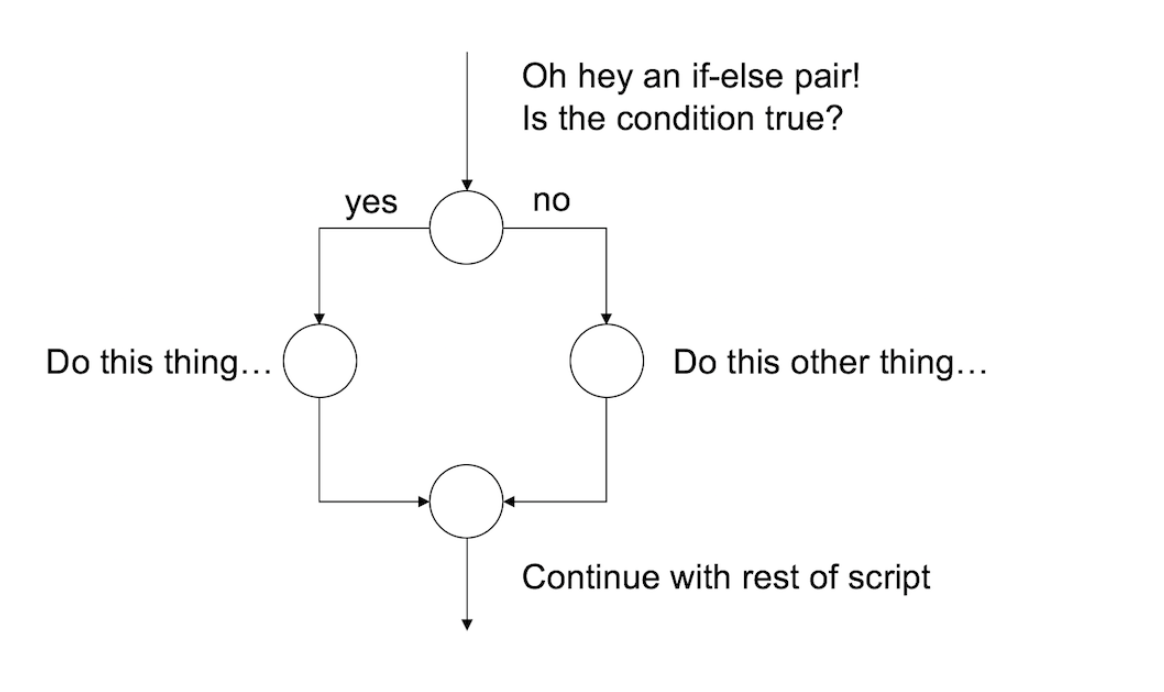 Oh hey an if-else pair!
Is the condition true?
yes
no
Do this thing…
Do this other thing…
Continue with rest of script